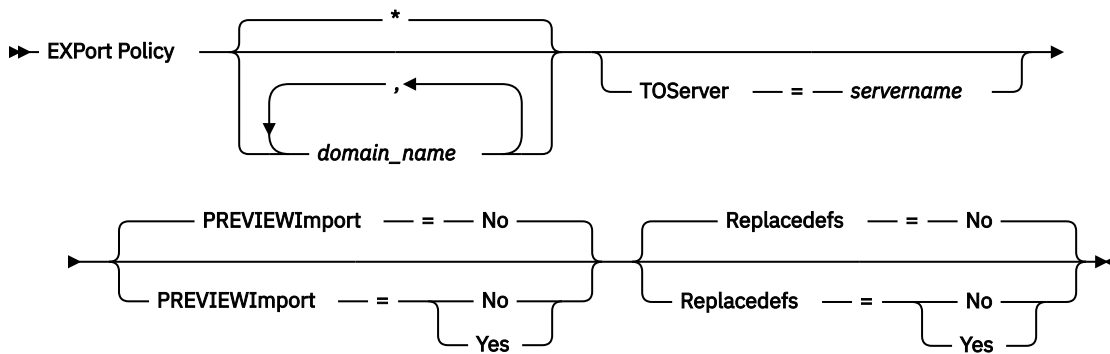 *
EXPort Policy
,
TOServer = servername
domain_name
PREVIEWImport = No Replacedefs = No
PREVIEWImport = No Replacedefs = No
Yes Yes